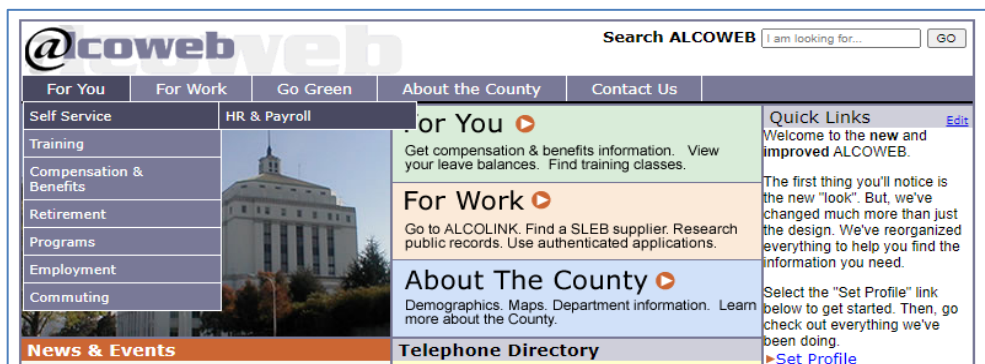 @lcoweb
Search ALCOWEB I am looking for... GO
For You For Work Go Green About the County Contact Us
Self Service
HR & Payroll
Training
Compensation &
Benefits
Retirement
Programs
Employment
Commuting
For You
Get compensation & benefits information. View
your leave balances. Find training classes.
For Work
Go to ALCOLINK. Find a SLEB supplier. Research
public records. Use authenticated applications.
About The County
Demographics. Maps. Department information. Learn
more about the County.
Quick Links Edit
Welcome to the new and
improved ALCOWEB.
The first thing you'll notice is
the new "look". But, we've
changed much more than just
the design. We've reorganized
everything to help you find the
information you need.
Select the "Set Profile" link
below to get started. Then, go
check out everything we've
been doing.
Set Profile
News & Events
Telephone Directory